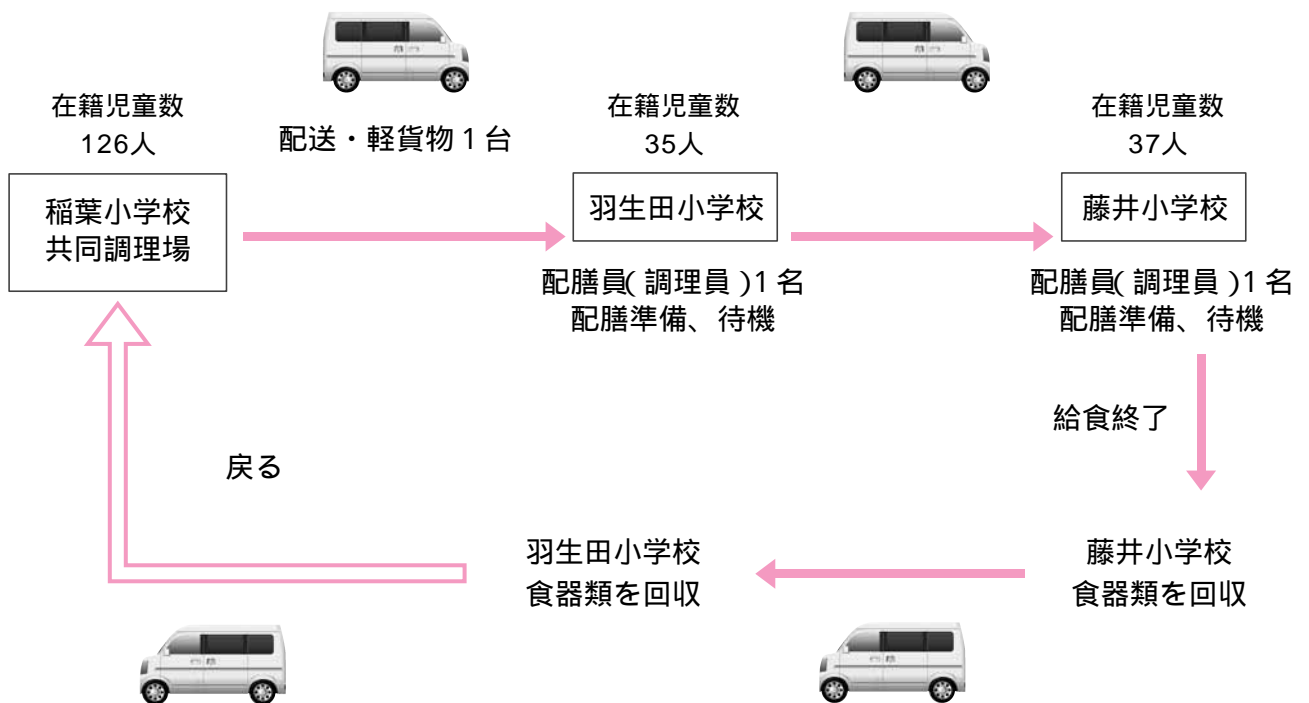 在籍児童数
126人
配送・軽貨物１台
在籍児童数
35人
在籍児童数
37人
稲葉小学校
共同調理場
羽生田小学校
藤井小学校
配膳員(調理員)1名
配膳準備、待機
配膳員(調理員)1名
配膳準備、待機
給食終了
戻る
羽生田小学校
食器類を回収
藤井小学校
食器類を回収